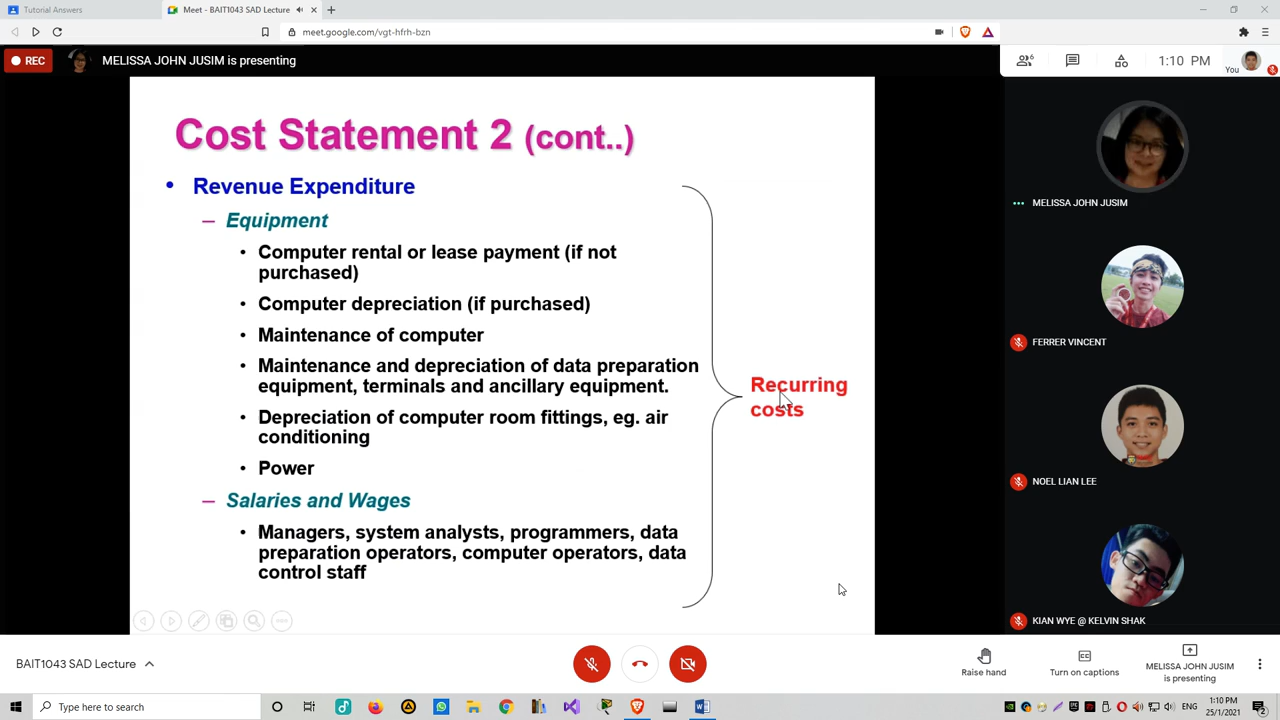 Tutorial Answers
Meet - BAIT1043 SAD Lecture
meet.google.com/vgt-hfrh-bzn
REC
MELISSA JOHN JUSIM is presenting
6
1:10 PM
You
Cost Statement 2 (cont..)
• Revenue Expenditure
– Equipment
• Computer rental or lease payment (if not
purchased)
• Computer depreciation (if purchased)
• Maintenance of computer
• Maintenance and depreciation of data preparation
equipment, terminals and ancillary equipment.
• Depreciation of computer room fittings, eg. air
conditioning
• Power
– Salaries and Wages
• Managers, system analysts, programmers, data
preparation operators, computer operators, data
control staff
Recurring
costs
MELISSA JOHN JUSIM
FERRER VINCENT
NOEL LIAN LEE
KIAN WYE @ KELVIN SHAK
BAIT1043 SAD Lecture
Raise hand
Turn on captions
MELISSA JOHN JUSIM
is presenting
Type here to search
ENG
1:10 PM
25/1/2021